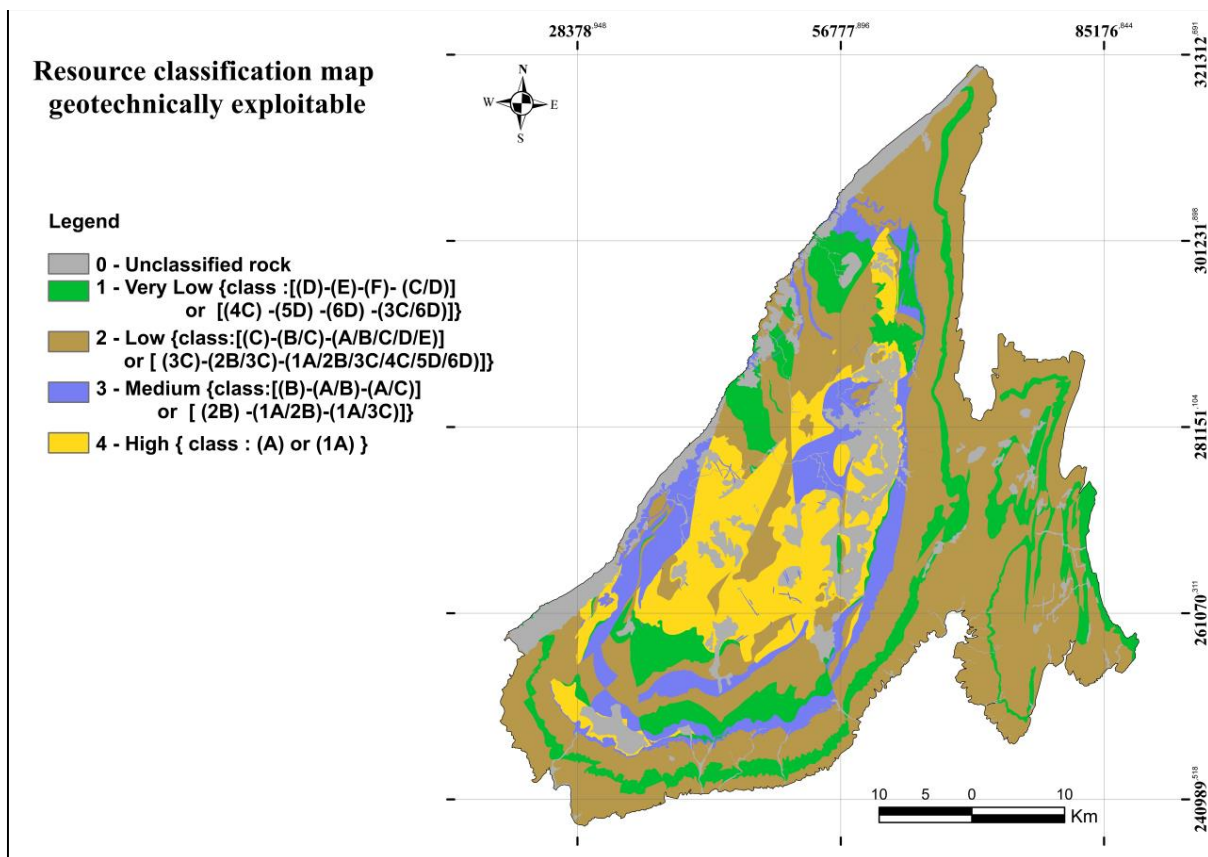 28378.948 56777.896 85176.844
Resource classification map
geotechnically exploitable
N
W E
S
321312.691
301231.898
281151.104
261070.311
240989.518
Legend
0 - Unclassified rock
1 - Very Low {class :[(D)-(E)-(F)- (C/D)]
or [(4C) -(5D) -(6D) -(3C/6D)]}
2 - Low {class:[(C)-(B/C)-(A/B/C/D/E)]
or [ (3C)-(2B/3C)-(1A/2B/3C/4C/5D/6D)]}
3 - Medium {class:[(B)-(A/B)-(A/C)]
or [ (2B) -(1A/2B)-(1A/3C)]}
4 - High { class : (A) or (1A) }
10 5 0 10
Km